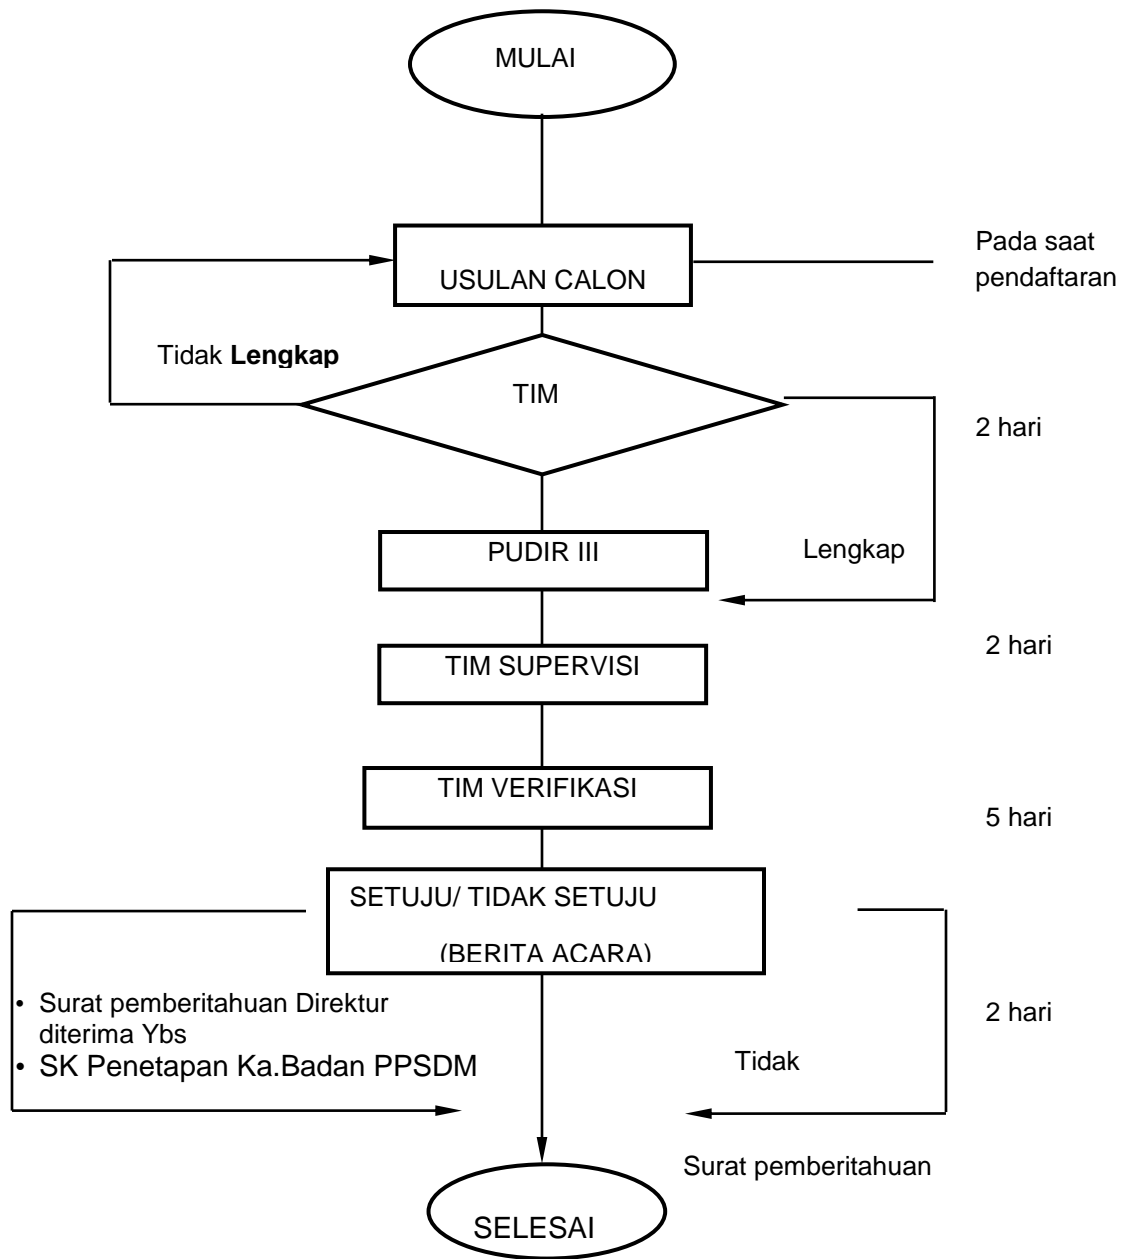 MULAI
USULAN CALON
Pada saat
pendaftaran
Tidak Lengkap
TIM
2 hari
PUDIR III
Lengkap
TIM SUPERVISI
2 hari
TIM VERIFIKASI
5 hari
SETUJU/ TIDAK SETUJU
(BERITA ACARA)
• Surat pemberitahuan Direktur
diterima Ybs
• SK Penetapan Ka.Badan PPSDM
2 hari
Tidak
Surat pemberitahuan
SELESAI